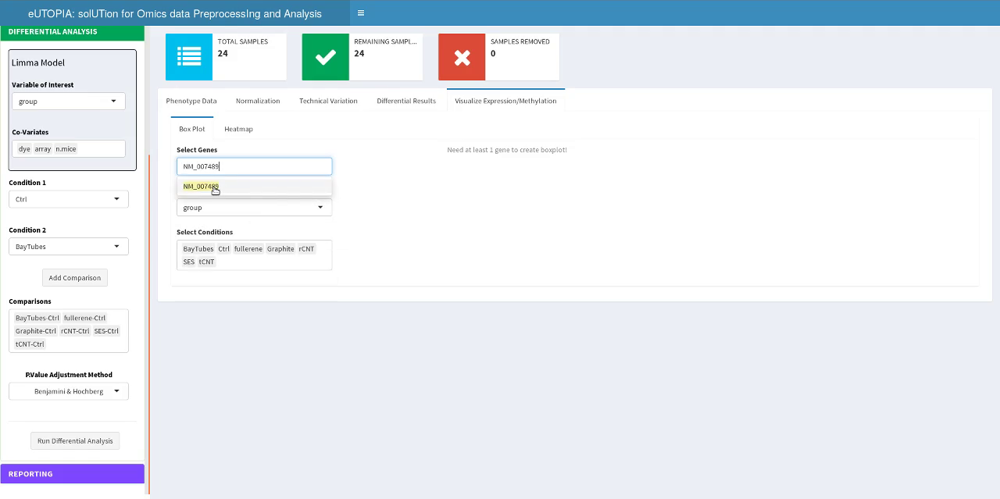 eUTOPIA: solUTion for Omics data PreprocessIng and Analysis
DIFFERENTIAL ANALYSIS
Limma Model
Variable of Interest
group
Co-Variates
dye array n.mice
Condition 1
Ctrl
Condition 2
BayTubes
Add Comparison
Comparisons
BayTubes-Ctrl fullerene-Ctrl
Graphite-Ctrl rCNT-Ctrl SES-Ctrl
tCNT-Ctrl
P.Value Adjustment Method
Benjamini & Hochberg
Run Differential Analysis
REPORTING
TOTAL SAMPLES
24
REMAINING SAMPL...
24
SAMPLES REMOVED
0
Phenotype Data Normalization Technical Variation Differential Results Visualize Expression/Methylation
Box Plot Heatmap
Select Genes
NM_007489
NM_007489
group
Select Conditions
BayTubes Ctrl fullerene Graphite rCNT
SES tCNT
Need at least 1 gene to create boxplot!